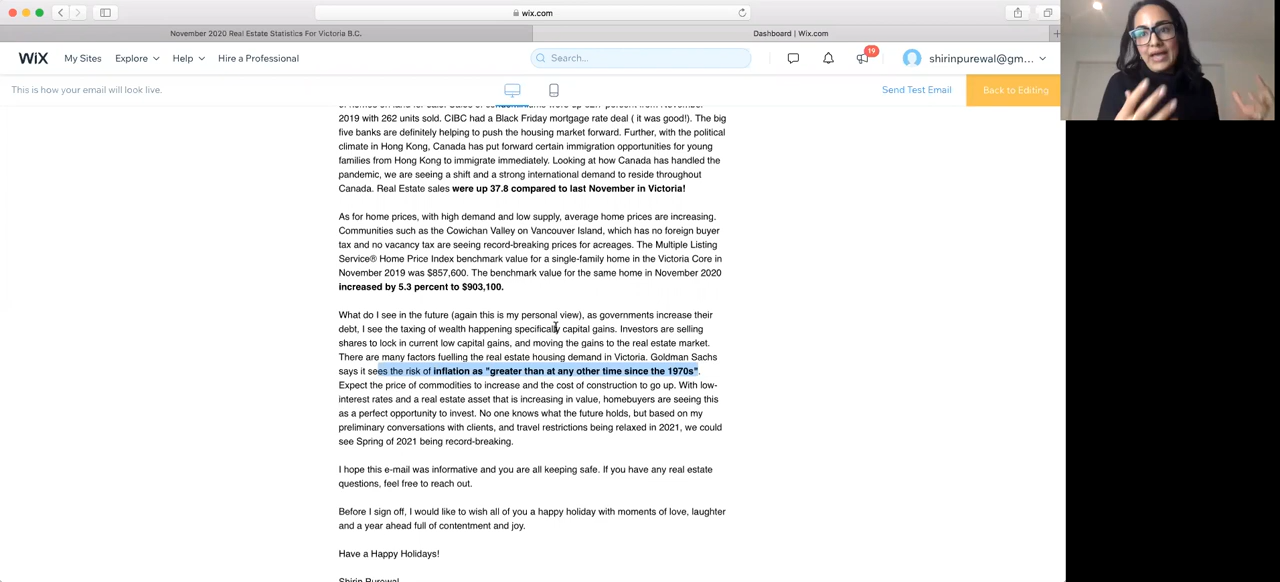 wix.com
November 2020 Real Estate Statistics For Victoria B.C.
Dashboard | Wix.com
WiX
My Sites
Explore
Help
Hire a Professional
Search...
19
shirinpurewal@gm...
This is how your email will look live.
Send Test Email
Back to Editing
2019 with 262 units sold. CIBC had a Black Friday mortgage rate deal ( it was good!). The big
five banks are definitely helping to push the housing market forward. Further, with the political
climate in Hong Kong, Canada has put forward certain immigration opportunities for young
families from Hong Kong to immigrate immediately. Looking at how Canada has handled the
pandemic, we are seeing a shift and a strong international demand to reside throughout
Canada. Real Estate sales were up 37.8 compared to last November in Victoria!
As for home prices, with high demand and low supply, average home prices are increasing.
Communities such as the Cowichan Valley on Vancouver Island, which has no foreign buyer
tax and no vacancy tax are seeing record-breaking prices for acreages. The Multiple Listing
Service® Home Price Index benchmark value for a single-family home in the Victoria Core in
November 2019 was $857,600. The benchmark value for the same home in November 2020
increased by 5.3 percent to $903,100.
What do I see in the future (again this is my personal view), as governments increase their
debt, I see the taxing of wealth happening specifically capital gains. Investors are selling
shares to lock in current low capital gains, and moving the gains to the real estate market.
There are many factors fuelling the real estate housing demand in Victoria. Goldman Sachs
says it sees the risk of inflation as "greater than at any other time since the 1970s".
Expect the price of commodities to increase and the cost of construction to go up. With low-
interest rates and a real estate asset that is increasing in value, homebuyers are seeing this
as a perfect opportunity to invest. No one knows what the future holds, but based on my
preliminary conversations with clients, and travel restrictions being relaxed in 2021, we could
see Spring of 2021 being record-breaking.
I hope this e-mail was informative and you are all keeping safe. If you have any real estate
questions, feel free to reach out.
Before I sign off, I would like to wish all of you a happy holiday with moments of love, laughter
and a year ahead full of contentment and joy.
Have a Happy Holidays!
Shirin Purewal